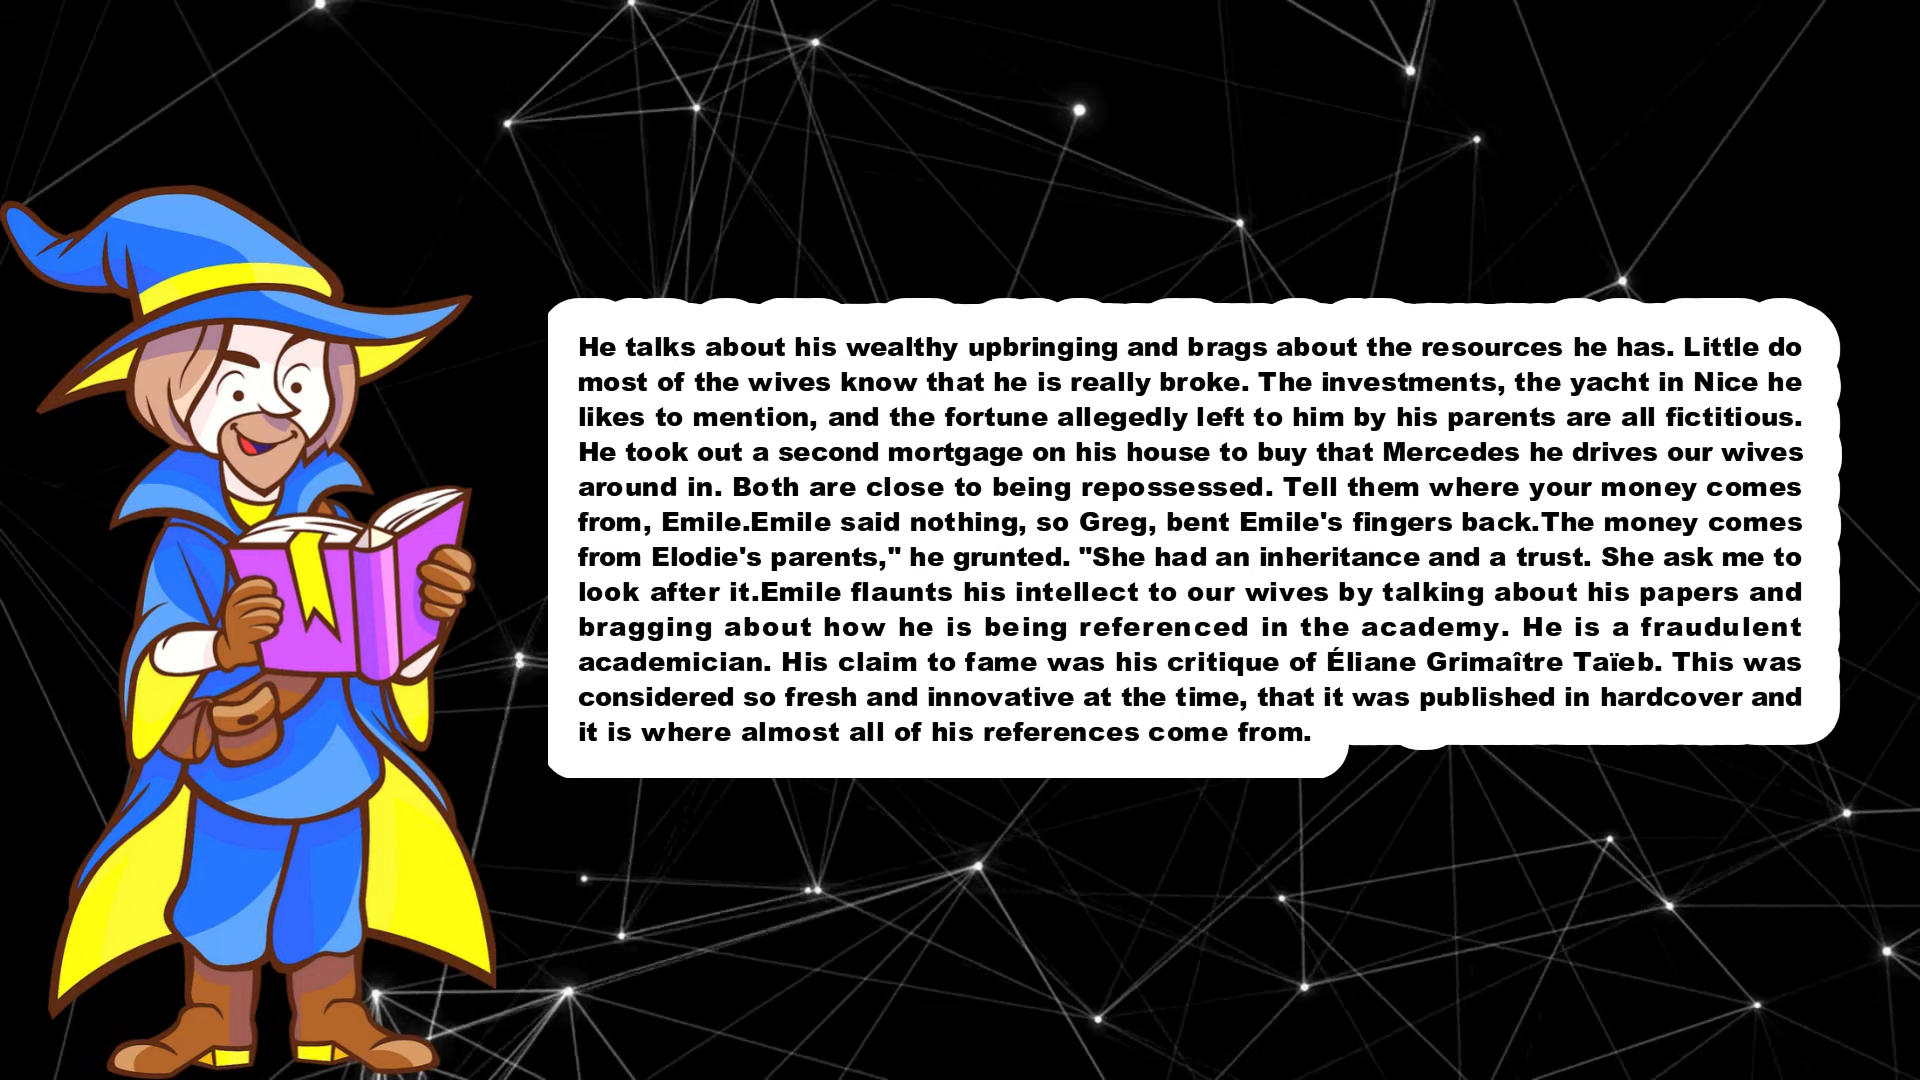 He talks about his wealthy upbringing and brags about the resources he has. Little do
most of the wives know that he is really broke. The investments, the yacht in Nice he
likes to mention, and the fortune allegedly left to him by his parents are all fictitious.
He took out a second mortgage on his house to buy that Mercedes he drives our wives
around in. Both are close to being repossessed. Tell them where your money comes
from, Emile.Emile said nothing, so Greg, bent Emile's fingers back.The money comes
from Elodie's parents," he grunted. "She had an inheritance and a trust. She ask me to
look after it.Emile flaunts his intellect to our wives by talking about his papers and
bragging about how he is being referenced in the academy. He is a fraudulent
academician. His claim to fame was his critique of Éliane Grimaître Taïeb. This was
considered so fresh and innovative at the time, that it was published in hardcover and
it is where almost all of his references come from.